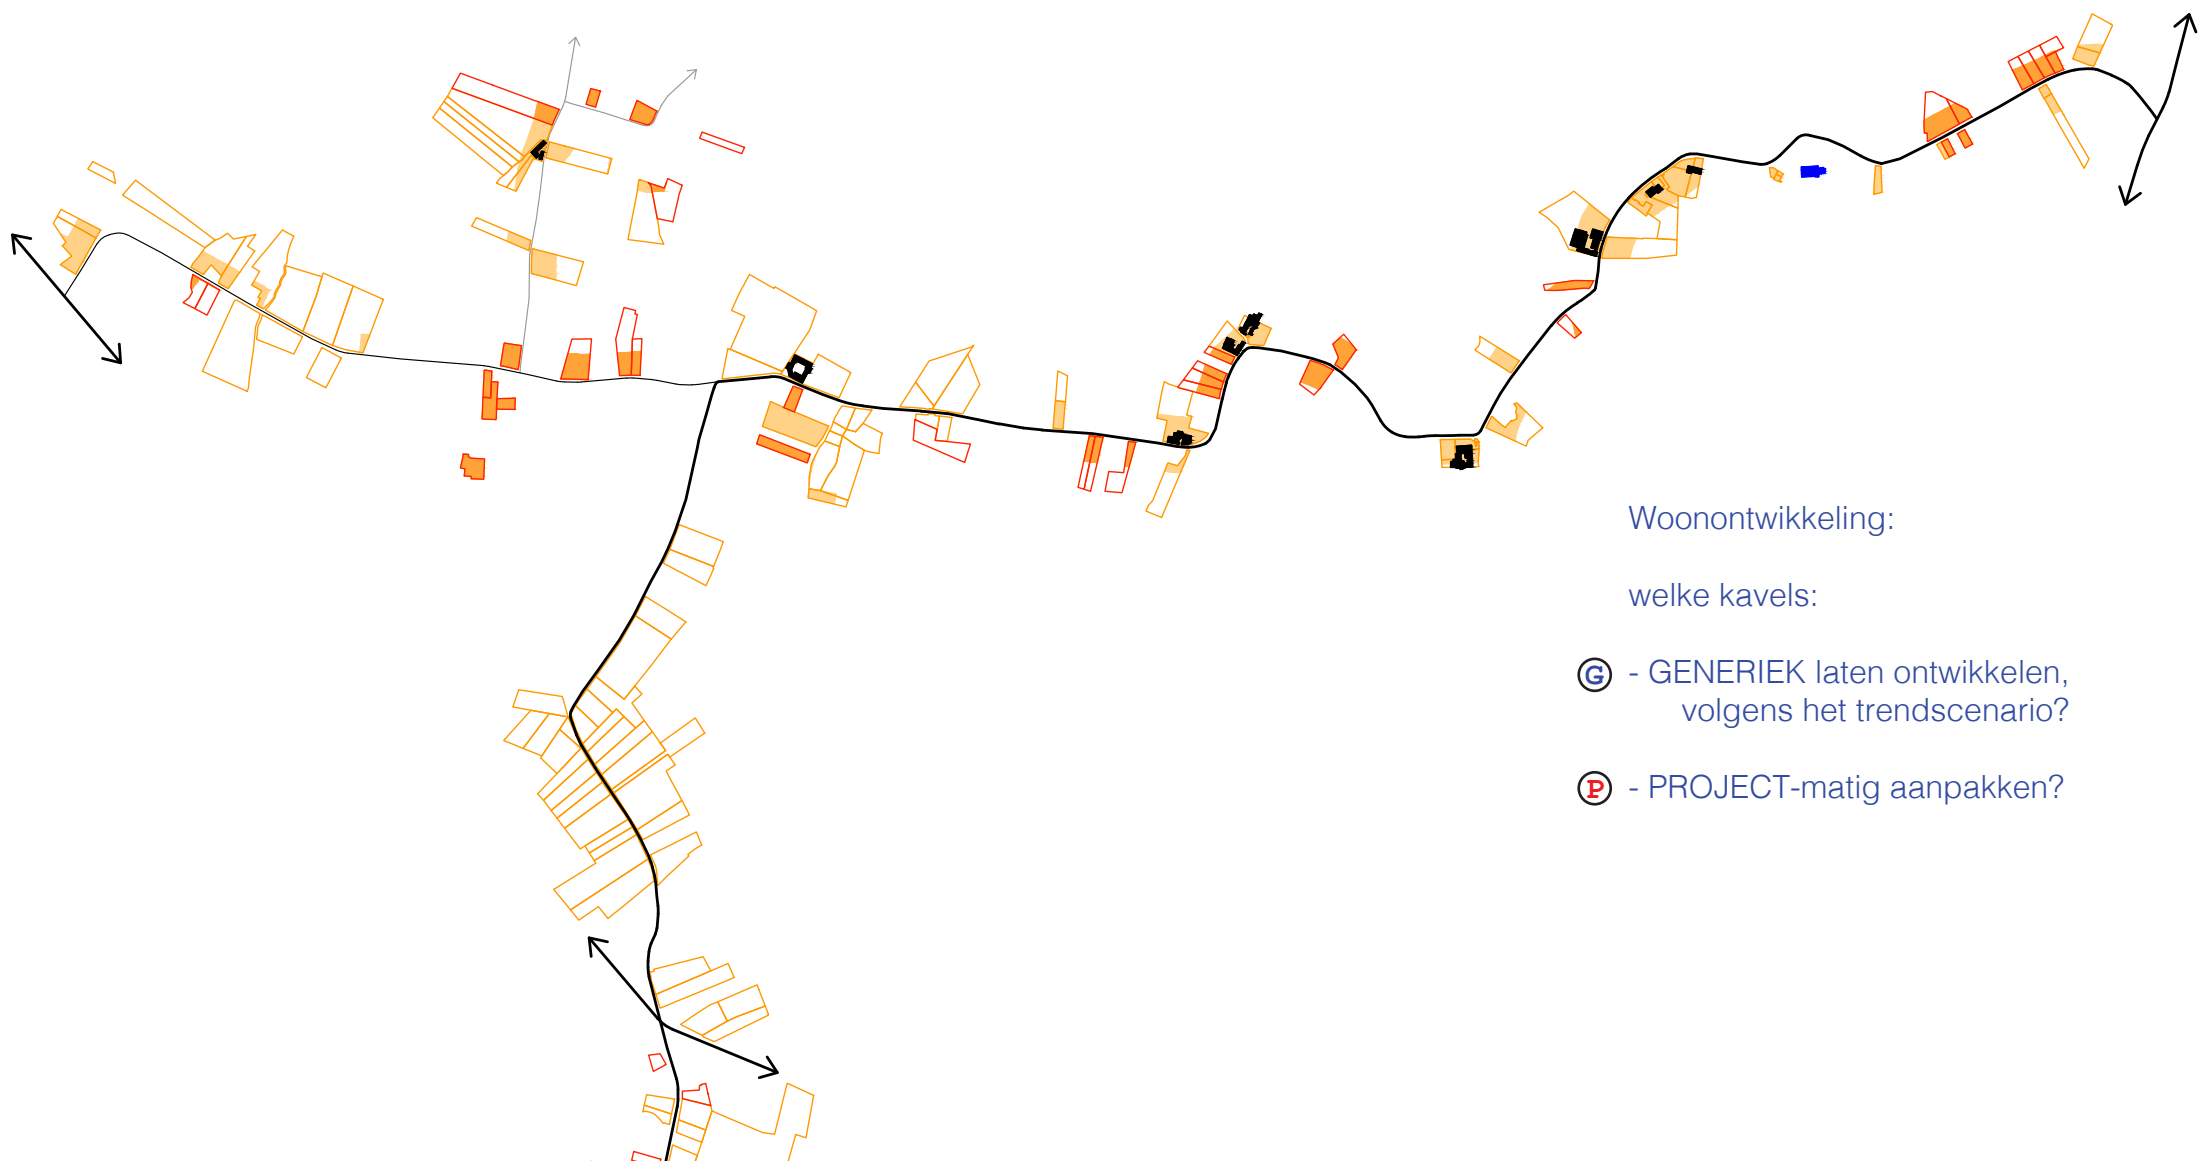 Woonontwikkeling:
welke kavels:
G - GENERIEK laten ontwikkelen,
volgens het trendscenario?
P - PROJECT-matig aanpakken?